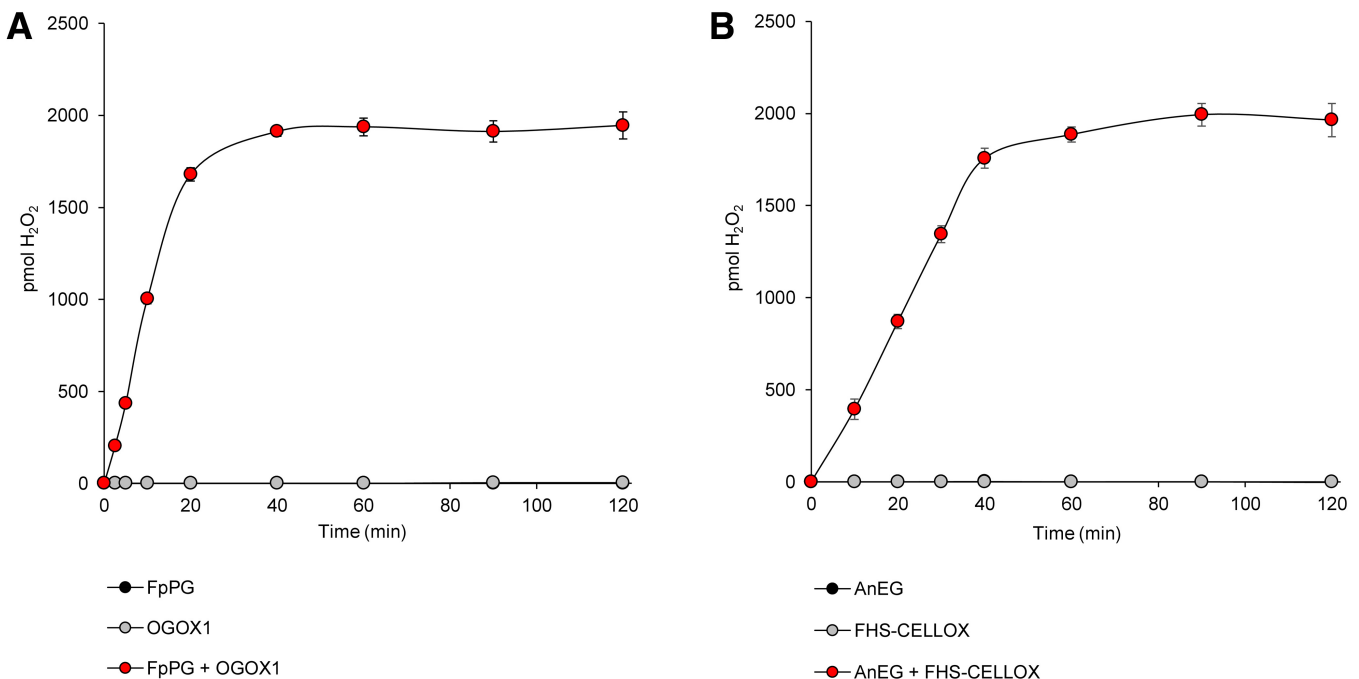 A
2500
2000
1500
1000
500
0
pmol H₂O₂
0 20 40 60 80 100 120
Time (min)
FpPG
OGOX1
FpPG + OGOX1
B
2500
2000
1500
1000
500
0
pmol H₂O₂
0 20 40 60 80 100 120
Time (min)
AnEG
FHS-CELLOX
AnEG + FHS-CELLOX